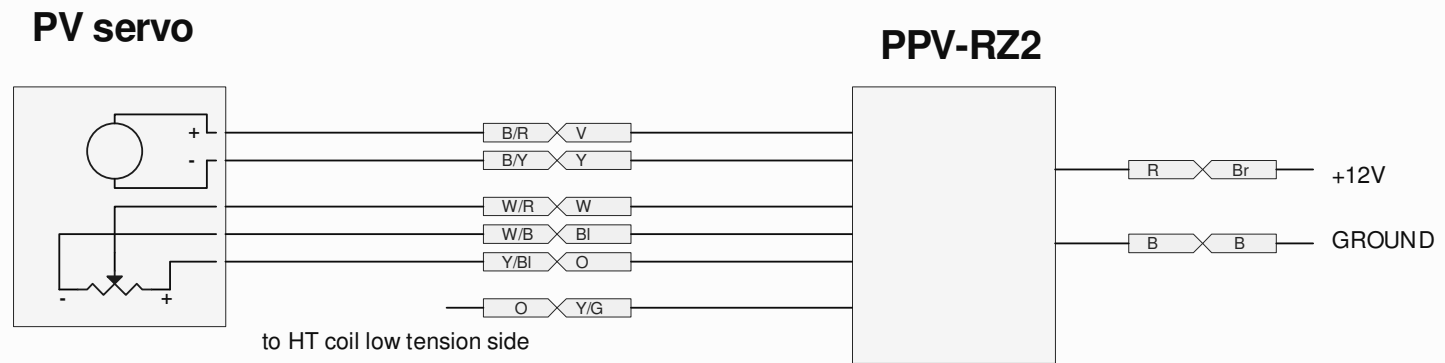 PV servo
PPV-RZ2
+ B/R V
- B/Y Y
R Br +12V
W/R W
W/B Bl
B B GROUND
Y/Bl O
- +
O Y/G
to HT coil low tension side